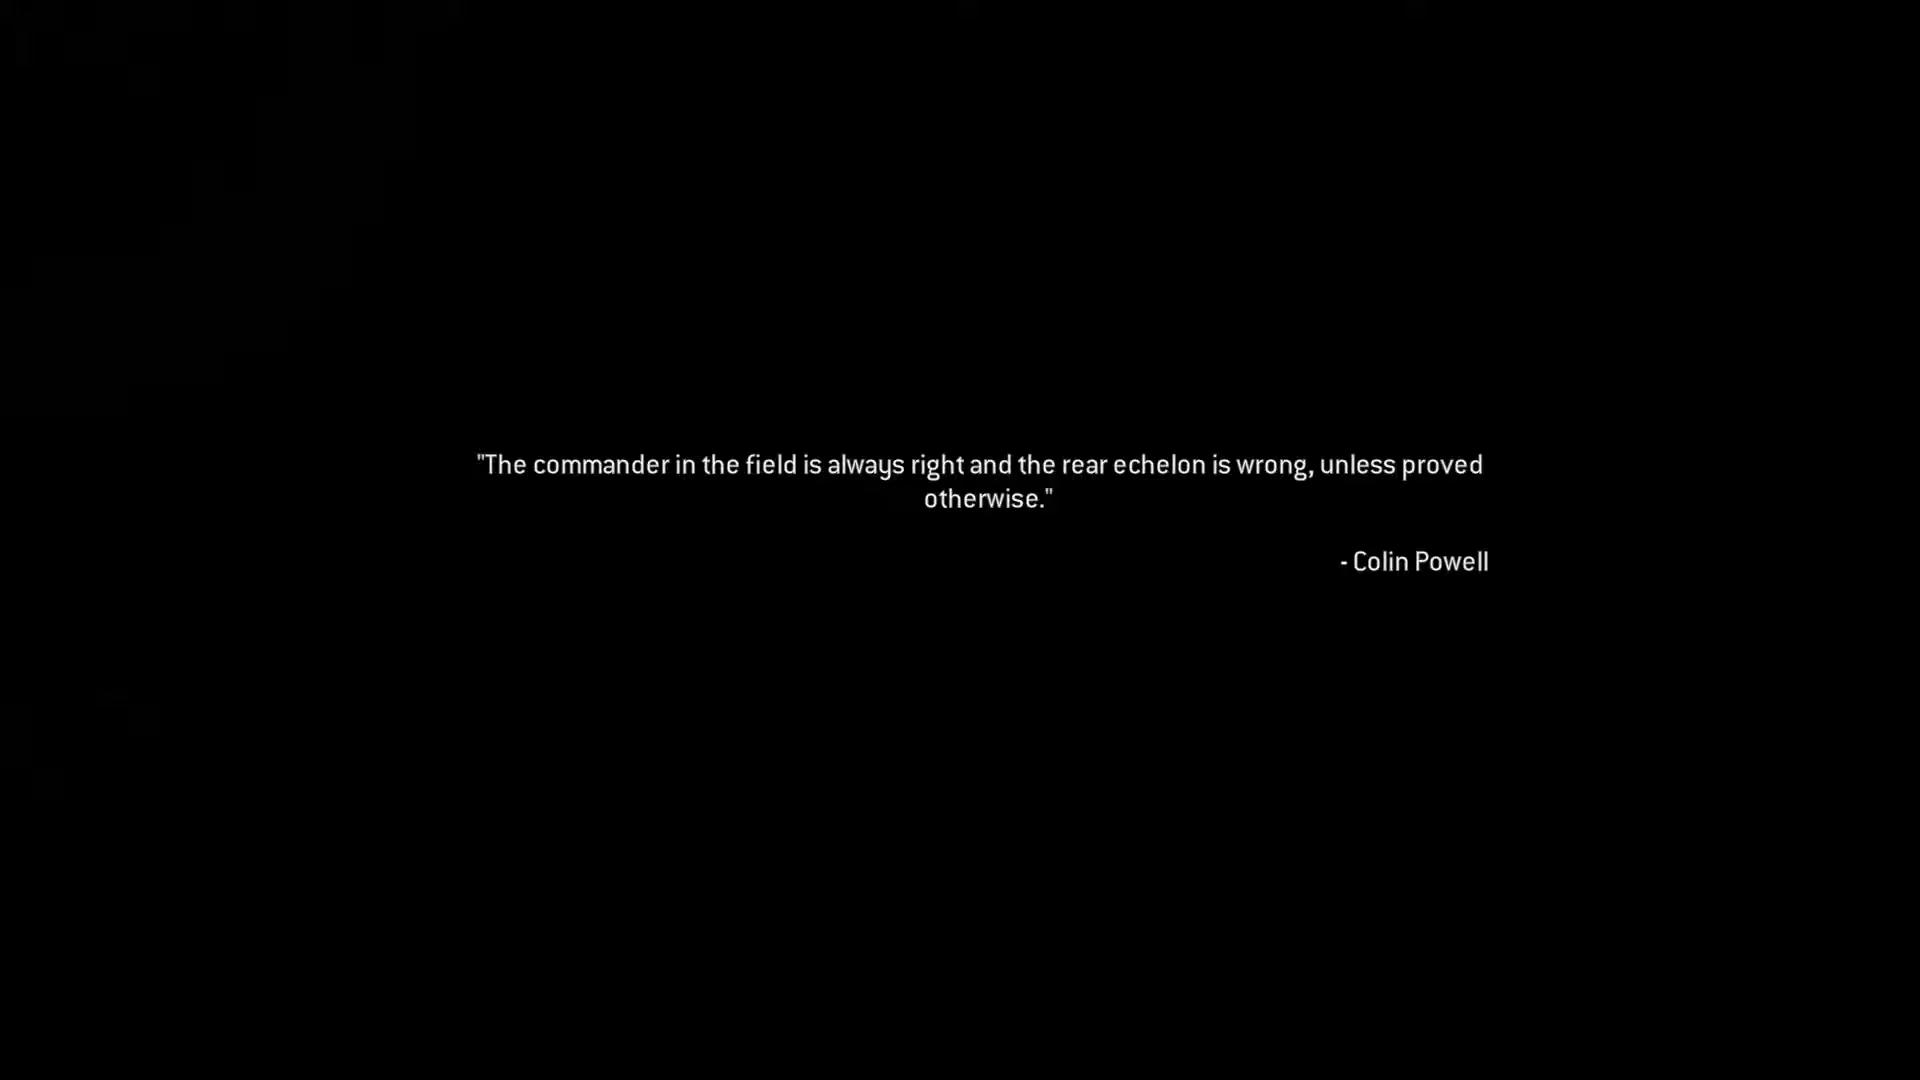 "The commander in the field is always right and the rear echelon is wrong, unless proved
otherwise."
- Colin Powell